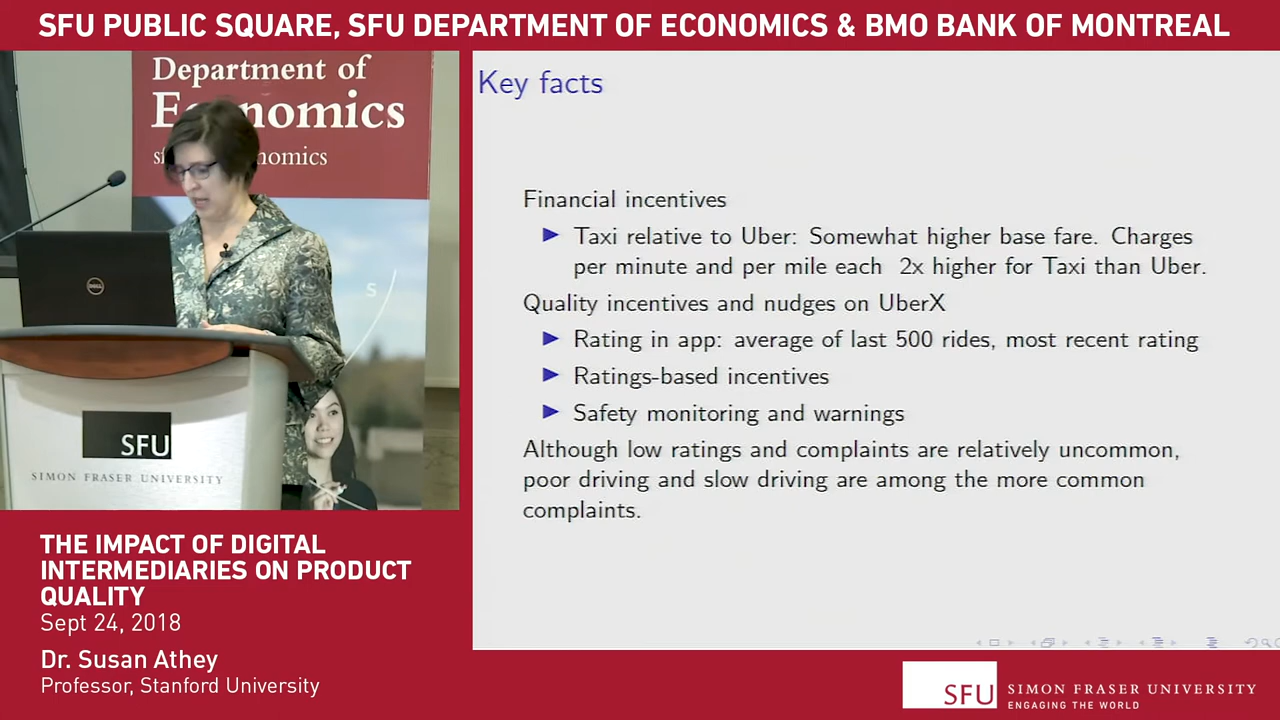 SFU PUBLIC SQUARE, SFU DEPARTMENT OF ECONOMICS & BMO BANK OF MONTREAL
Department of
Economics
Key facts
Financial incentives
► Taxi relative to Uber: Somewhat higher base fare. Charges
per minute and per mile each 2x higher for Taxi than Uber.
Quality incentives and nudges on UberX
► Rating in app: average of last 500 rides, most recent rating
► Ratings-based incentives
► Safety monitoring and warnings
Although low ratings and complaints are relatively uncommon,
poor driving and slow driving are among the more common
complaints.
DELL
S
SFU
SIMON FRASER UNIVERSITY
THE IMPACT OF DIGITAL
INTERMEDIARIES ON PRODUCT
QUALITY
Sept 24, 2018
Dr. Susan Athey
Professor, Stanford University
SFU SIMON FRASER UNIVERSITY
ENGAGING THE WORLD